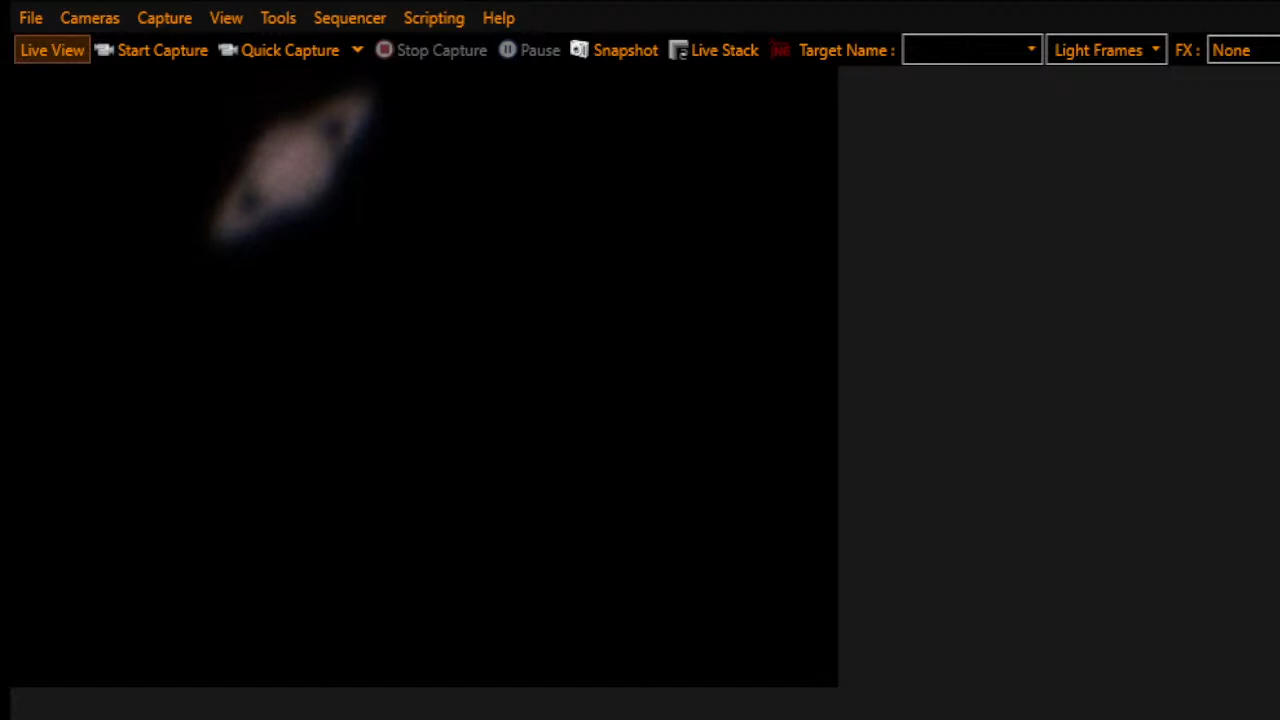 File Cameras Capture View Tools Sequencer Scripting Help
Live View Start Capture Quick Capture Stop Capture Pause Snapshot Live Stack Target Name : Light Frames FX : None